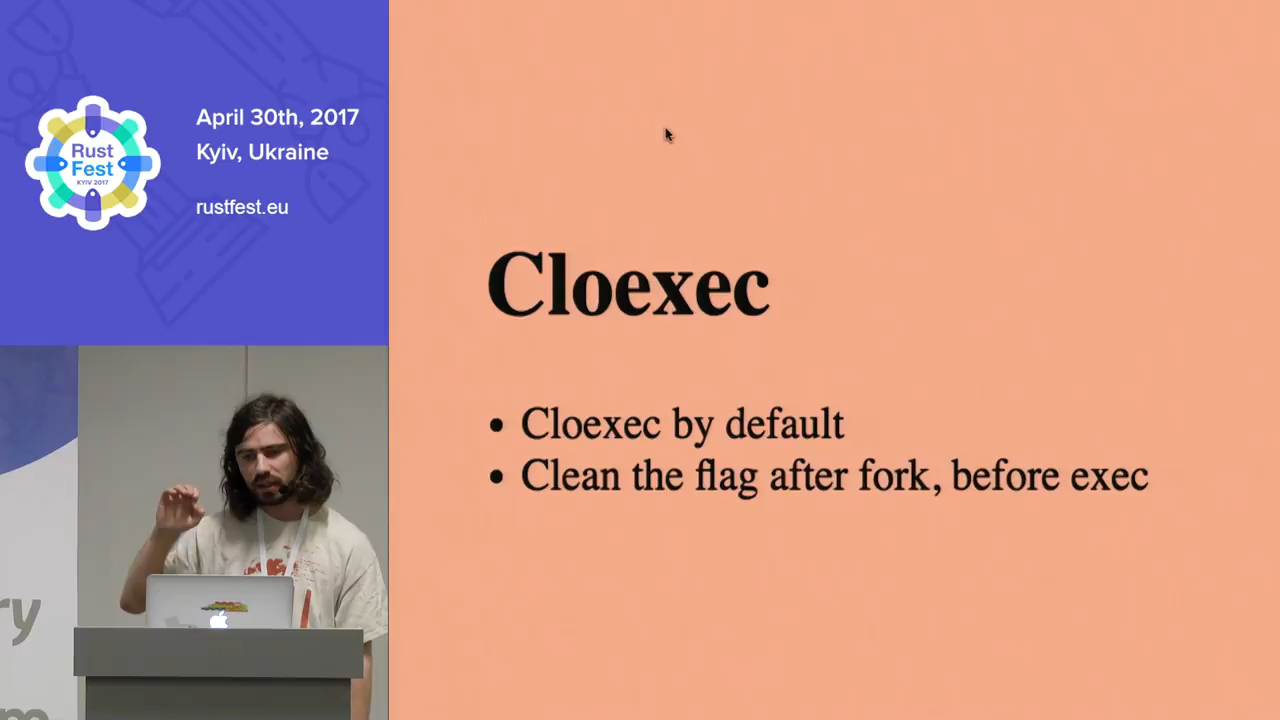 April 30th, 2017
Kyiv, Ukraine
rustfest.eu
Rust
Fest
KYIV 2017
Cloexec
• Cloexec by default
• Clean the flag after fork, before exec
ry
m